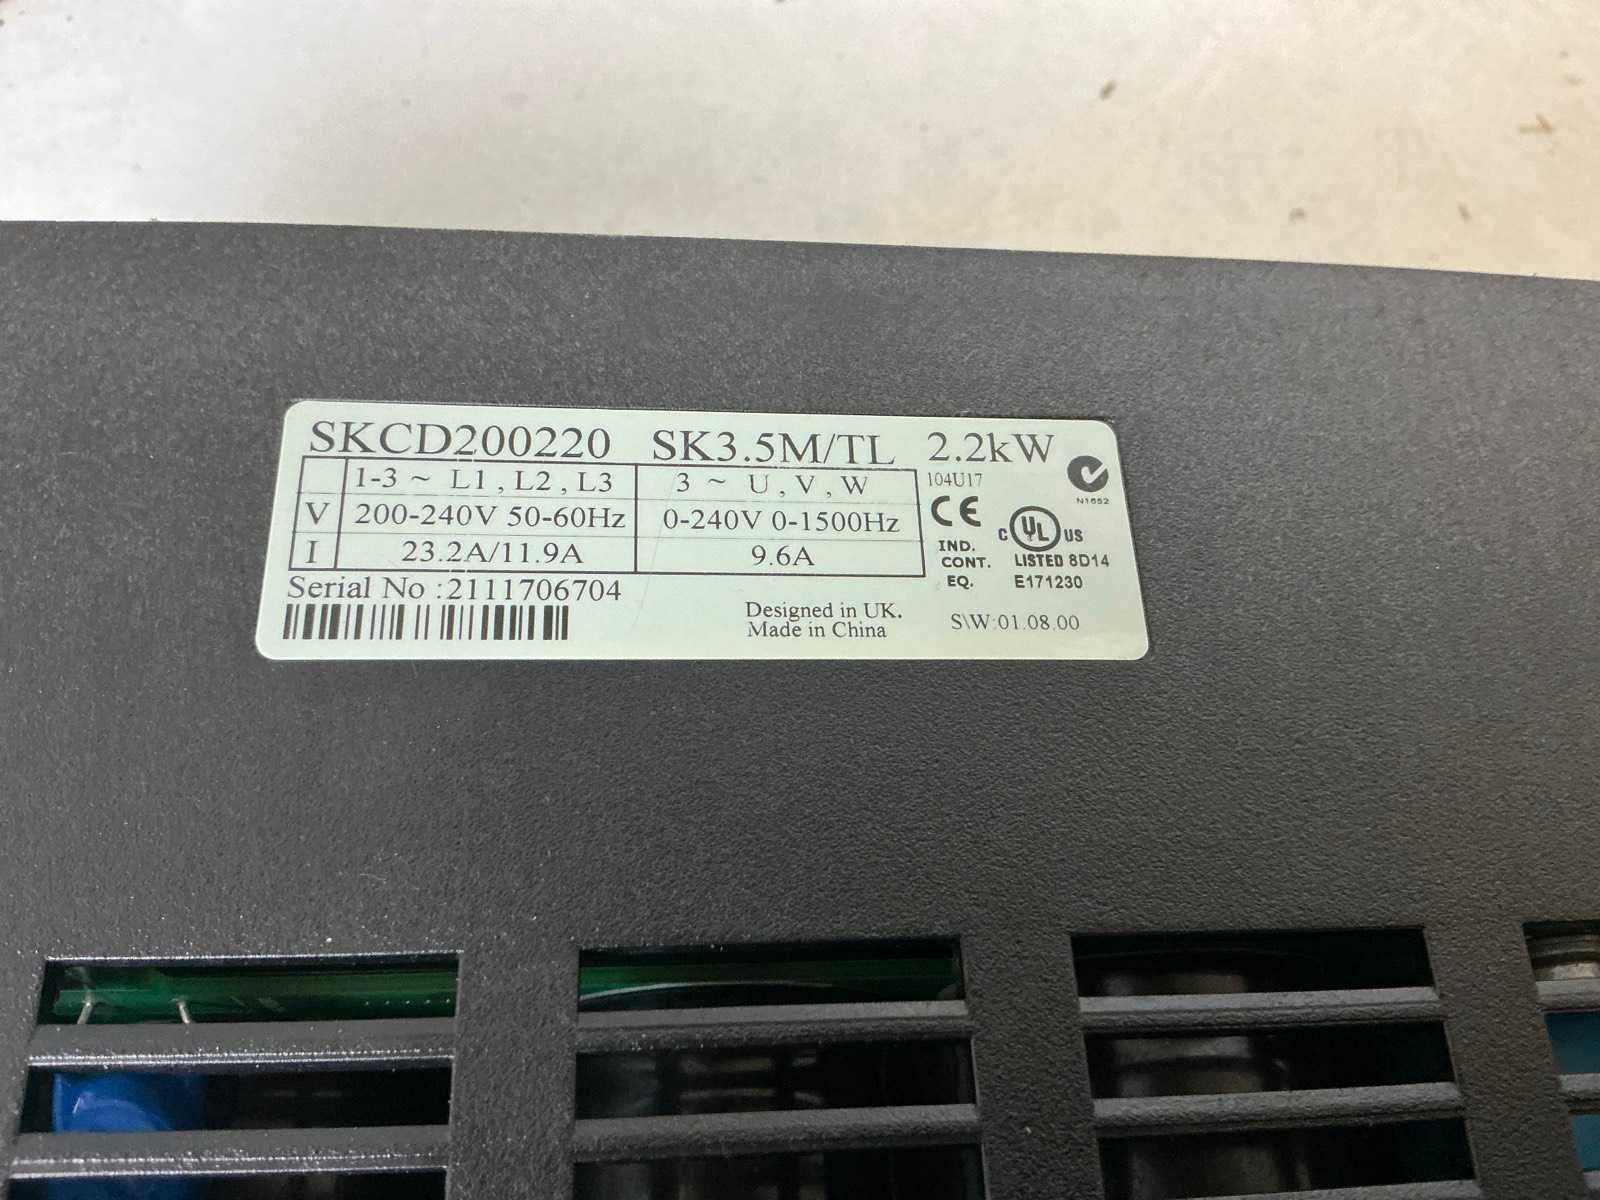 SKCD200220 SK3.5M/TL 2.2kW
1-3 ~ L1 , L2 , L3 3 ~ U , V , W 104U17
N1652
V 200-240V 50-60Hz 0-240V 0-1500Hz CE C UL US
I 23.2A/11.9A 9.6A IND. CONT. EQ. LISTED 8D14
E171230
Serial No :2111706704
Designed in UK.
Made in China
S\W:01.08.00